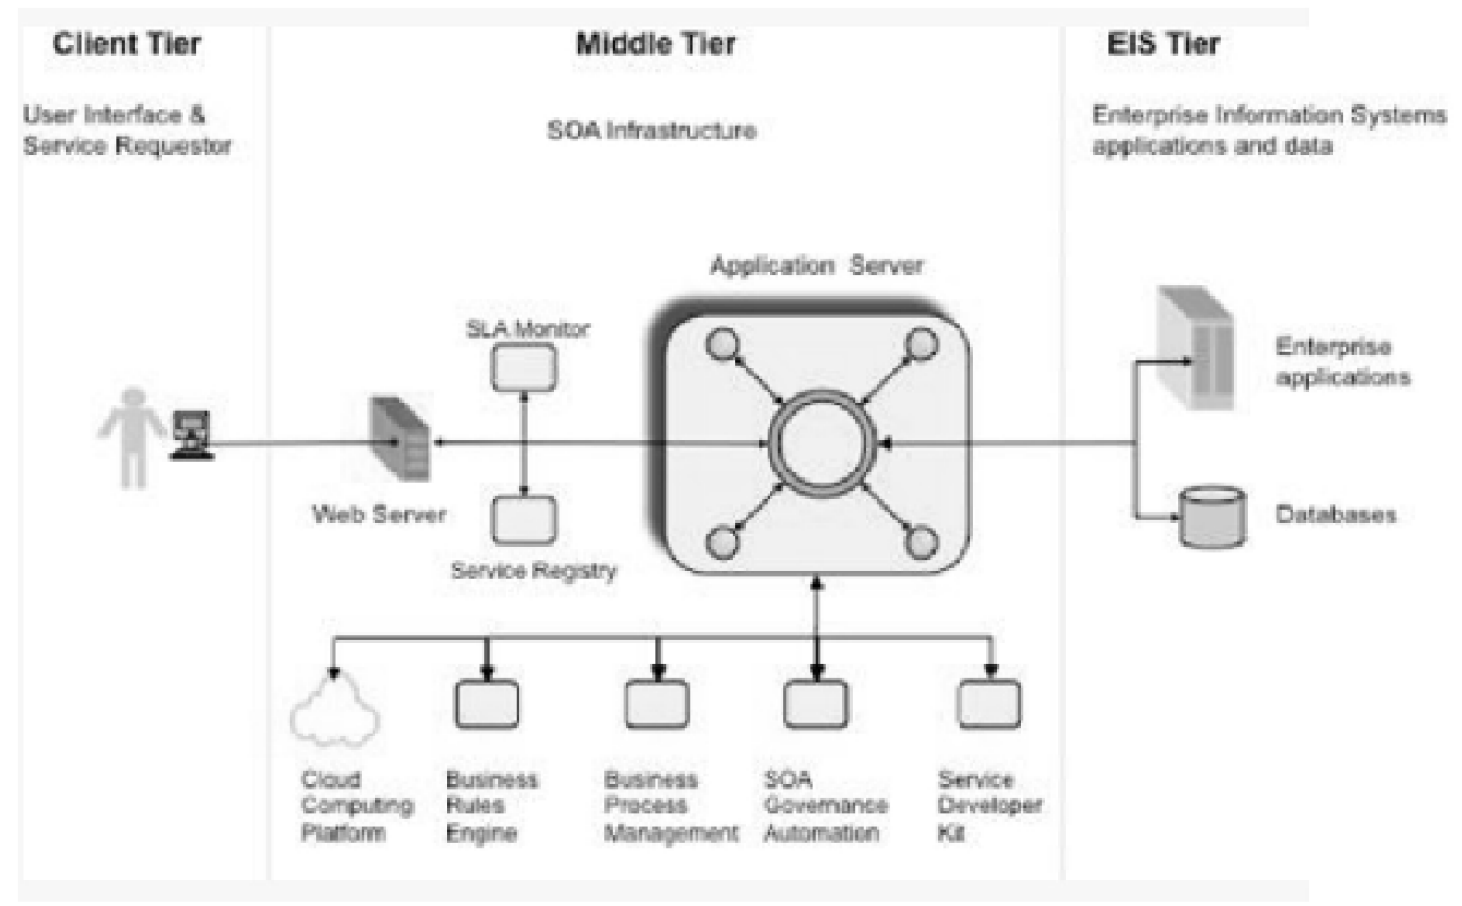 Client Tier
Middle Tier
EIS Tier
User Interface &
Service Requestor
SOA Infrastructure
Enterprise Information Systems
applications and data
Application Server
SLA Monitor
Enterprise
applications
Web Server
Databases
Service Registry
Cloud
Computing
Platform
Business
Rules
Engine
Business
Process
Management
SOA
Governance
Automation
Service
Developer
Kit